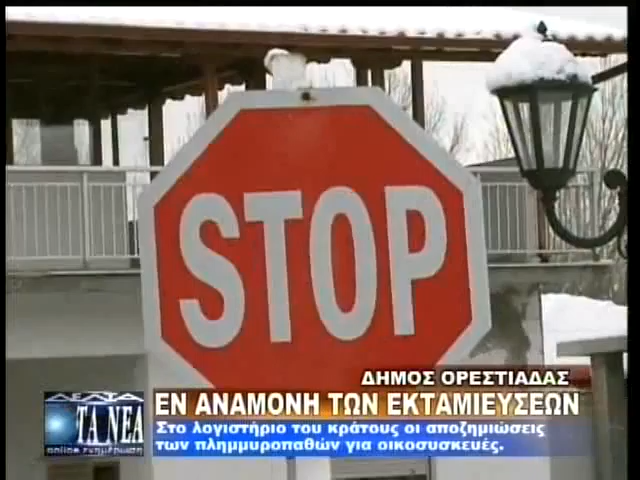 STOP
ΔΗΜΟΣ ΟΡΕΣΤΙΑΔΑΣ
ΕΝ ΑΝΑΜΟΝΗ ΤΩΝ ΕΚΤΑΜΙΕΥΣΕΩΝ
Στο λογιστήριο του κράτους οι αποζημιώσεις
των πλημμυροπαθών για οικοσυσκευές.
ΔΕΛΤΑ
ΤΑ ΝΕΑ
online ενημέρωση